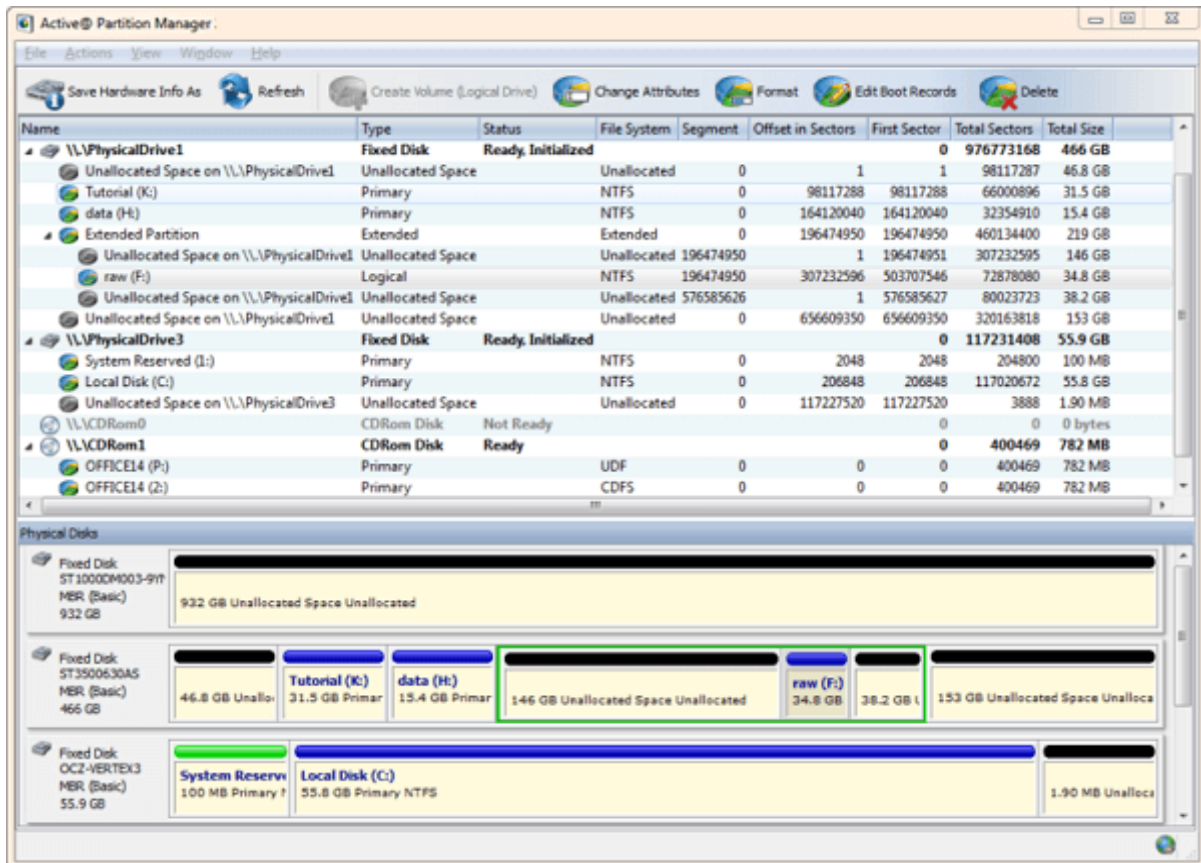 Active@ Partition Manager
File Actions View Window Help
Save Hardware Info As Refresh Create Volume (Logical Drive) Change Attributes Format Edit Boot Records Delete
Name Type Status File System Segment Offset in Sectors First Sector Total Sectors Total Size
\\.\PhysicalDrive1 Fixed Disk Ready, Initialized 0 976773168 466 GB
Unallocated Space on \\.\PhysicalDrive1 Unallocated Space Unallocated 0 1 1 98117287 46.8 GB
Tutorial (K:) Primary NTFS 0 98117288 98117288 66000896 31.5 GB
data (H:) Primary NTFS 0 164120040 164120040 32354910 15.4 GB
Extended Partition Extended Extended 0 196474950 196474950 460134400 219 GB
Unallocated Space on \\.\PhysicalDrive1 Unallocated Space Unallocated 196474950 1 196474951 307232595 146 GB
raw (F:) Logical NTFS 196474950 307232596 503707546 72878080 34.8 GB
Unallocated Space on \\.\PhysicalDrive1 Unallocated Space Unallocated 576585626 1 576585627 80023723 38.2 GB
Unallocated Space on \\.\PhysicalDrive1 Unallocated Space Unallocated 0 656609350 656609350 320163818 153 GB
\\.\PhysicalDrive3 Fixed Disk Ready, Initialized 0 117231408 55.9 GB
System Reserved (1:) Primary NTFS 0 2048 2048 204800 100 MB
Local Disk (C:) Primary NTFS 0 206848 206848 117020672 55.8 GB
Unallocated Space on \\.\PhysicalDrive3 Unallocated Space Unallocated 0 117227520 117227520 3888 1.90 MB
\\.\CDRom0 CDRom Disk Not Ready 0 0 0 bytes
\\.\CDRom1 CDRom Disk Ready 0 400469 782 MB
OFFICE14 (P:) Primary UDF 0 0 0 400469 782 MB
OFFICE14 (2:) Primary CDFS 0 0 0 400469 782 MB
Physical Disks
Fixed Disk
ST1000DM003-9YN
MBR (Basic)
932 GB
932 GB Unallocated Space Unallocated
Fixed Disk
ST3500630AS
MBR (Basic)
466 GB
46.8 GB Unalloc
Tutorial (K:)
31.5 GB Primar
data (H:)
15.4 GB Primar
146 GB Unallocated Space Unallocated
raw (F:)
34.8 GB
38.2 GB U
153 GB Unallocated Space Unalloca
Fixed Disk
OCZ-VERTEX3
MBR (Basic)
55.9 GB
System Reserve
100 MB Primary N
Local Disk (C:)
55.8 GB Primary NTFS
1.90 MB Unalloca